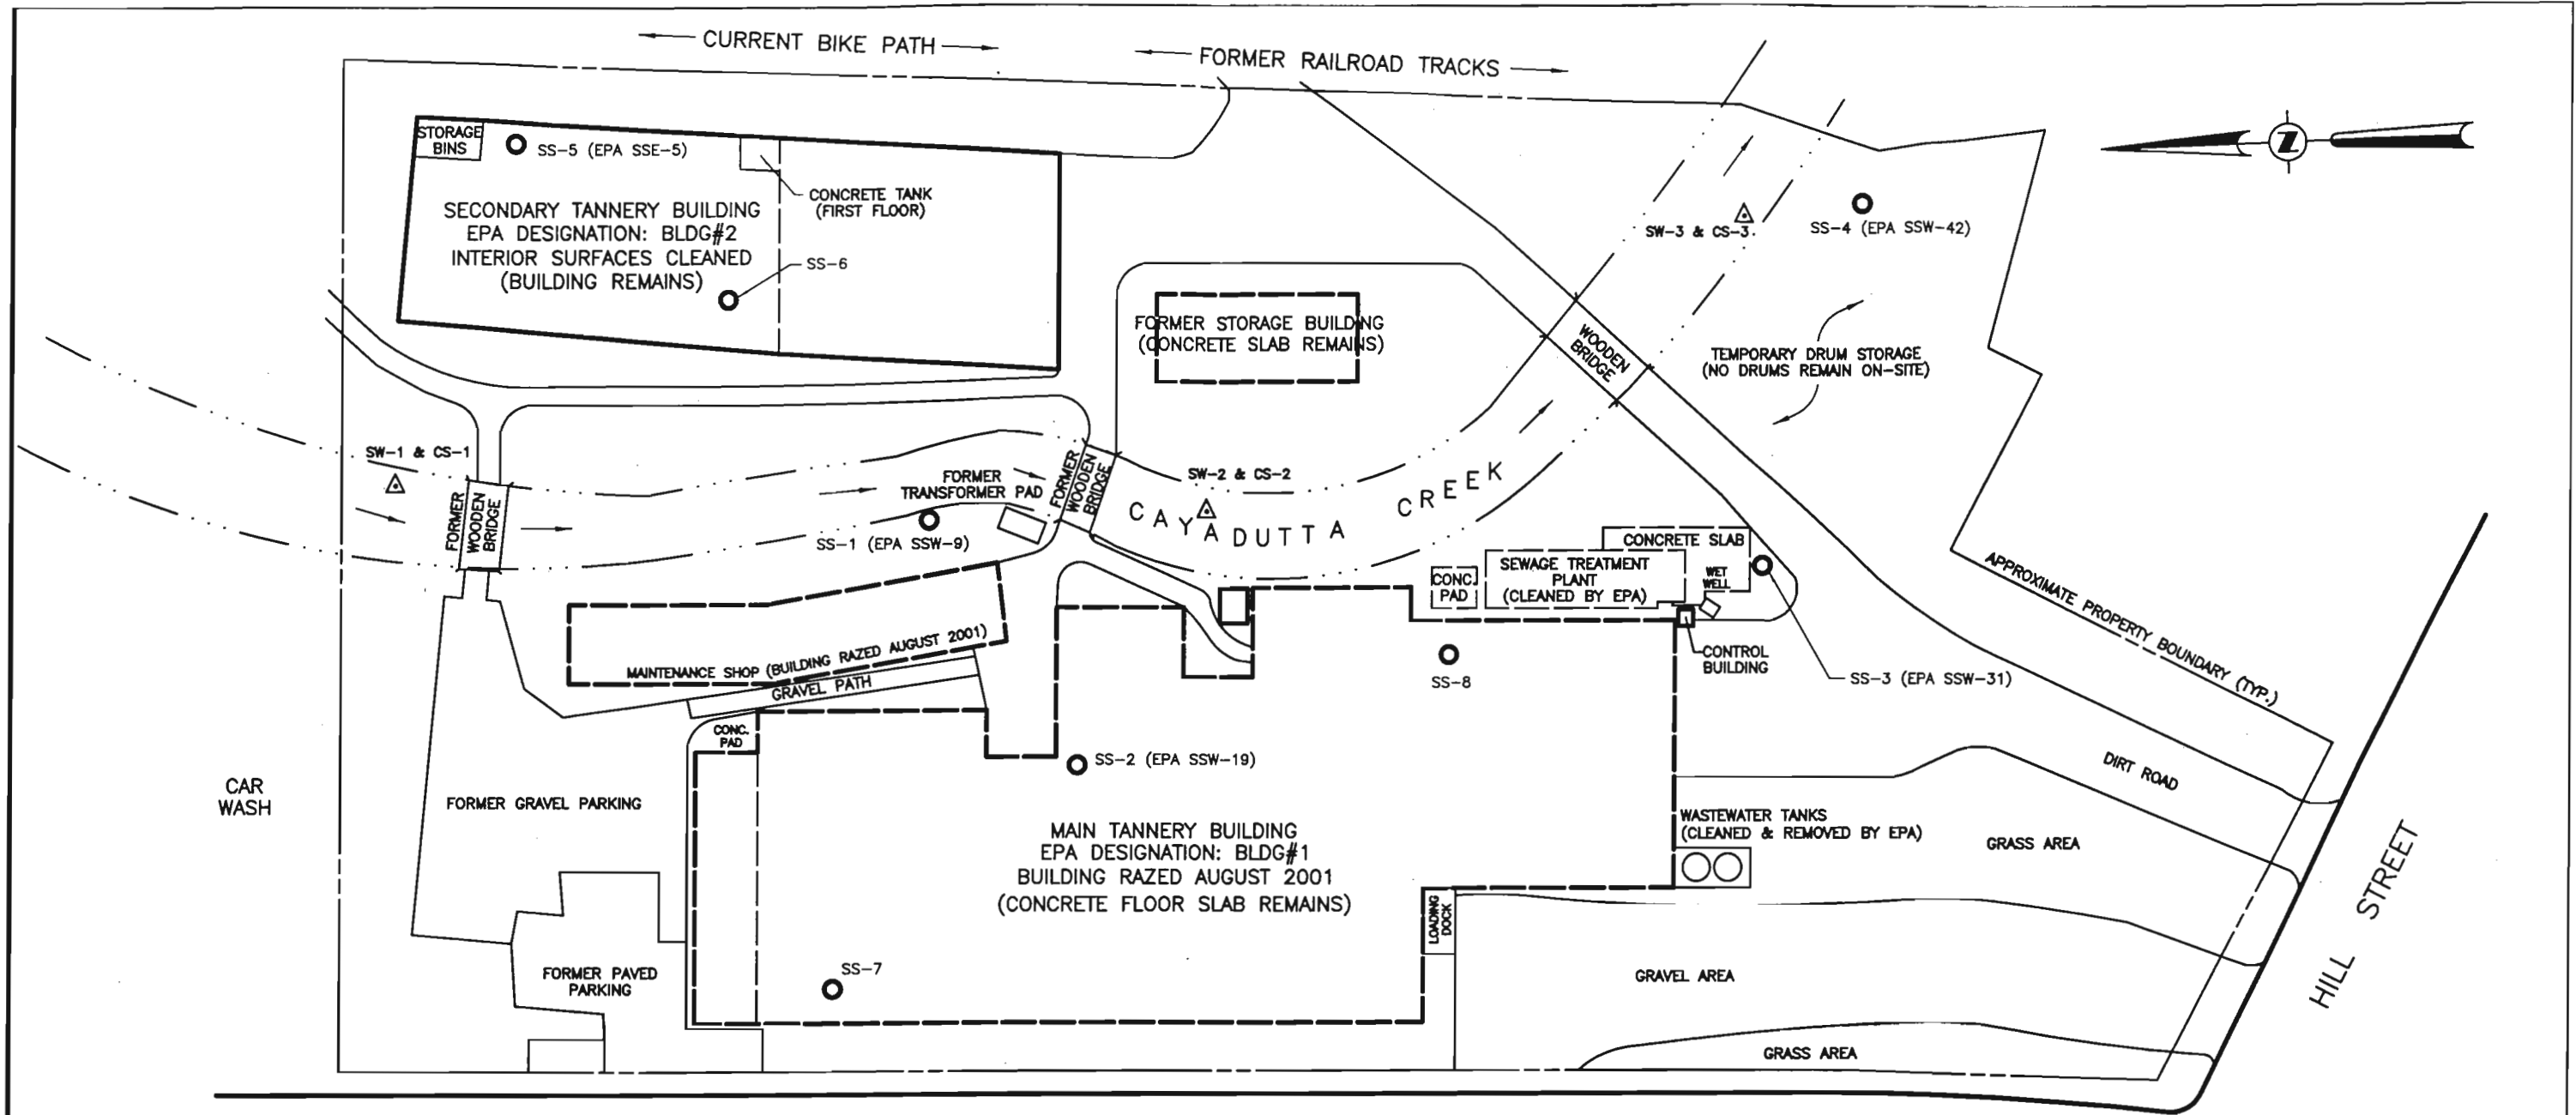 CURRENT BIKE PATH
FORMER RAILROAD TRACKS
STORAGE
BINS
SS-5 (EPA SSE-5)
CONCRETE TANK
(FIRST FLOOR)
SECONDARY TANNERY BUILDING
EPA DESIGNATION: BLDG#2
INTERIOR SURFACES CLEANED
(BUILDING REMAINS)
SS-6
Z
SW-3 & CS-3
SS-4 (EPA SSW-42)
FORMER STORAGE BUILDING
(CONCRETE SLAB REMAINS)
WOODEN
BRIDGE
TEMPORARY DRUM STORAGE
(NO DRUMS REMAIN ON-SITE)
SW-1 & CS-1
FORMER
WOODEN
BRIDGE
FORMER
TRANSFORMER PAD
SS-1 (EPA SSW-9)
FORMER
WOODEN
BRIDGE
SW-2 & CS-2
CAYADUTTA CREEK
CONCRETE SLAB
SEWAGE TREATMENT
PLANT
(CLEANED BY EPA)
WET
WELL
CONC.
PAD
APPROXIMATE PROPERTY BOUNDARY (TYP.)
MAINTENANCE SHOP (BUILDING RAZED AUGUST 2001)
GRAVEL PATH
CONTROL
BUILDING
SS-3 (EPA SSW-31)
SS-8
CONC.
PAD
SS-2 (EPA SSW-19)
CAR
WASH
FORMER GRAVEL PARKING
MAIN TANNERY BUILDING
EPA DESIGNATION: BLDG#1
BUILDING RAZED AUGUST 2001
(CONCRETE FLOOR SLAB REMAINS)
WASTEWATER TANKS
(CLEANED & REMOVED BY EPA)
DIRT ROAD
GRASS AREA
HILL STREET
LOADING
DOCK
FORMER PAVED
PARKING
SS-7
GRAVEL AREA
GRASS AREA